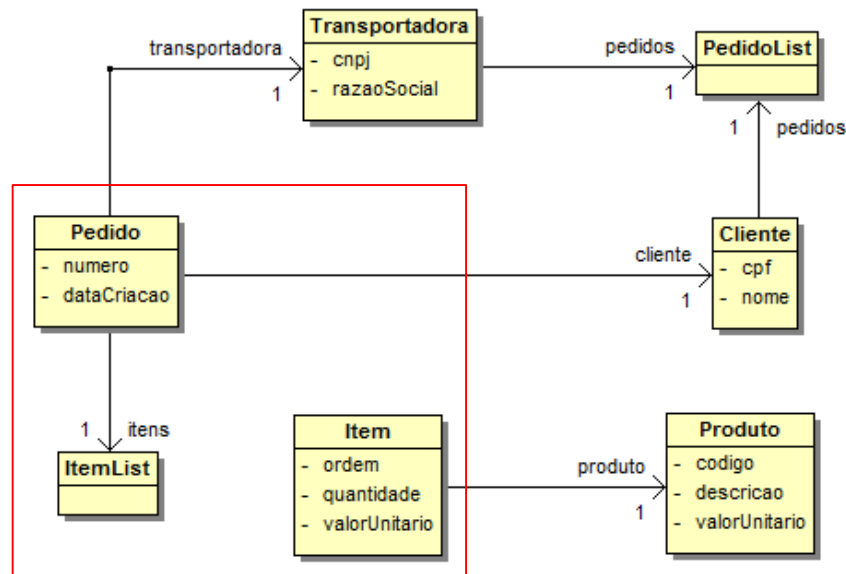 Transportadora
- cnpj
- razaoSocial
transportadora
1
pedidos
1
PedidoList
1
pedidos
Pedido
- numero
- dataCriacao
cliente
1
Cliente
- cpf
- nome
1
itens
ItemList
Item
- ordem
- quantidade
- valorUnitario
produto
1
Produto
- codigo
- descricao
- valorUnitario